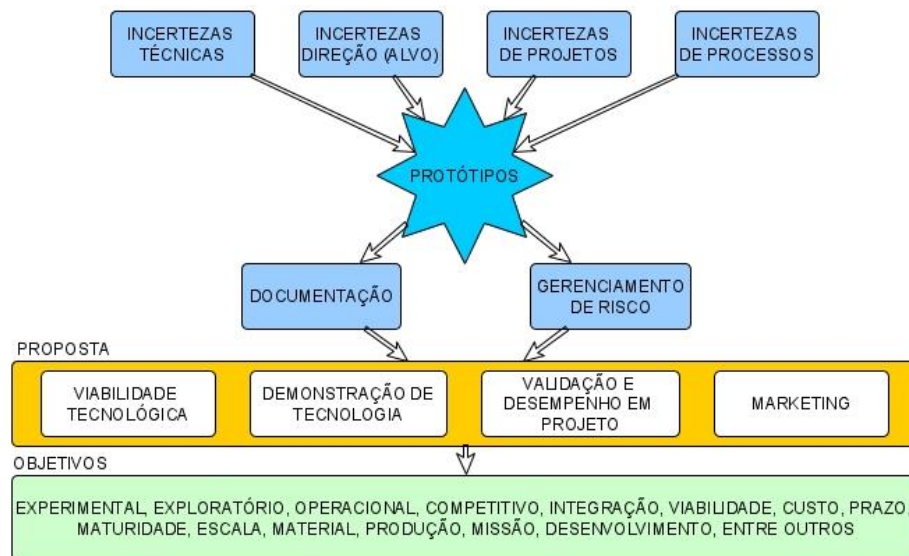 INCERTEZAS
TÉCNICAS
INCERTEZAS
DIREÇÃO (ALVO)
INCERTEZAS
DE PROJETOS
INCERTEZAS
DE PROCESSOS
PROTÓTIPOS
DOCUMENTAÇÃO
GERENCIAMENTO
DE RISCO
PROPOSTA
VIABILIDADE
TECNOLÓGICA
DEMONSTRAÇÃO DE
TECNOLOGIA
VALIDAÇÃO E
DESEMPENHO EM
PROJETO
MARKETING
OBJETIVOS
EXPERIMENTAL, EXPLORATÓRIO, OPERACIONAL, COMPETITIVO, INTEGRAÇÃO, VIABILIDADE, CUSTO, PRAZO,
MATURIDADE, ESCALA, MATERIAL, PRODUÇÃO, MISSÃO, DESENVOLVIMENTO, ENTRE OUTROS